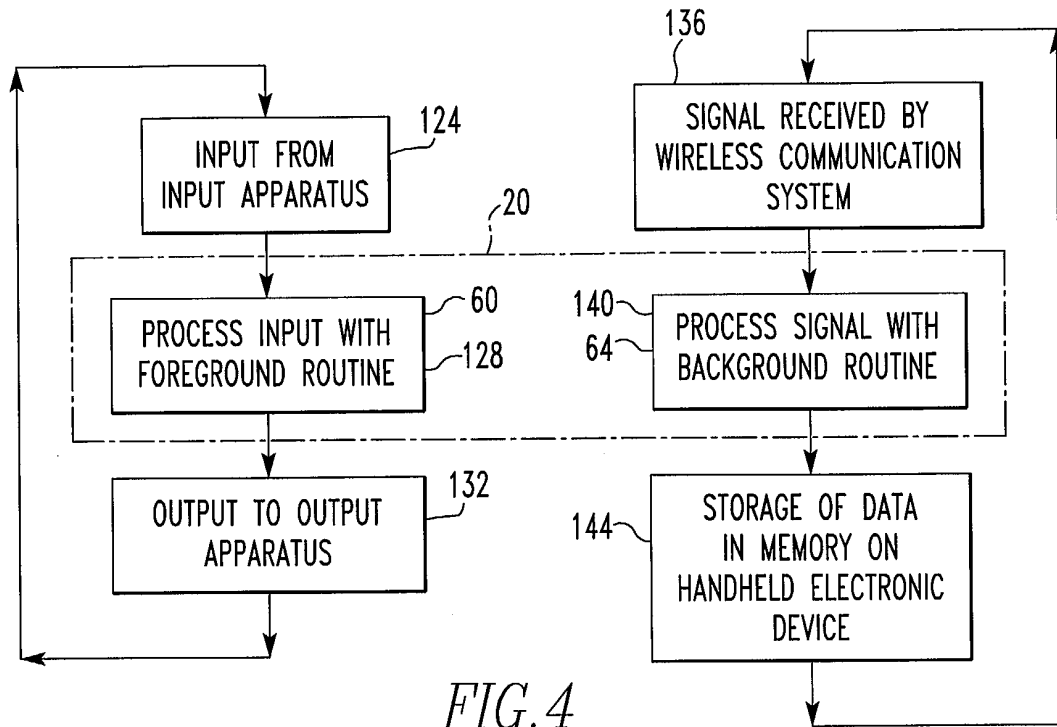 124
INPUT FROM
INPUT APPARATUS
20
60
PROCESS INPUT WITH
FOREGROUND ROUTINE
128
132
OUTPUT TO OUTPUT
APPARATUS
136
SIGNAL RECEIVED BY
WIRELESS COMMUNICATION
SYSTEM
140
64
PROCESS SIGNAL WITH
BACKGROUND ROUTINE
144
STORAGE OF DATA
IN MEMORY ON
HANDHELD ELECTRONIC
DEVICE
FIG.4